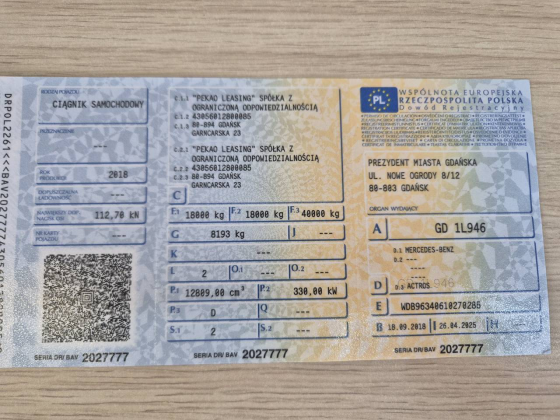 RODZAJ POJAZDU
CIĄGNIK SAMOCHODOWY
PRZEZNACZENIE
---
ROK PRODUKCJI
2018
DOPUSZCZALNA ŁADOWNOŚĆ
---
NAJWIĘKSZY DOP. NACISK OSI
112,70 kN
NR KARTY POJAZDU
---
SERIA DR/BAV 2027777
C.1.1 "PEKAO LEASING" SPÓŁKA Z
OGRANICZONĄ ODPOWIEDZIALNOŚCIĄ
C.1.2 43056012800085
C.1.3 80-894 GDAŃSK
GARNCARSKA 23
C.2.1 "PEKAO LEASING" SPÓŁKA Z
OGRANICZONĄ ODPOWIEDZIALNOŚCIĄ
C.2.2 43056012800085
C.2.3 80-894 GDAŃSK
GARNCARSKA 23
C
F.1 18000 kg F.2 18000 kg F.3 40000 kg
G 8193 kg J ---
K ---
L 2 O.1 --- O.2 ---
P.1 12809,00 cm³ P.2 330,00 kW
P.3 D Q ---
S.1 2 S.2 ---
SERIA DR/BAV 2027777
PL
WSPÓLNOTA EUROPEJSKA
RZECZPOSPOLITA POLSKA
Dowód Rejestracyjny
PREZYDENT MIASTA GDAŃSKA
UL. NOWE OGRODY 8/12
80-803 GDAŃSK
ORGAN WYDAJĄCY
A GD 1L946
D.1 MERCEDES-BENZ
D.2 ---
----
D D.3 ACTROS
E WDB96340610270285
B 18.09.2018 I 26.04.2025 H ---
SERIA DR/BAV 2027777